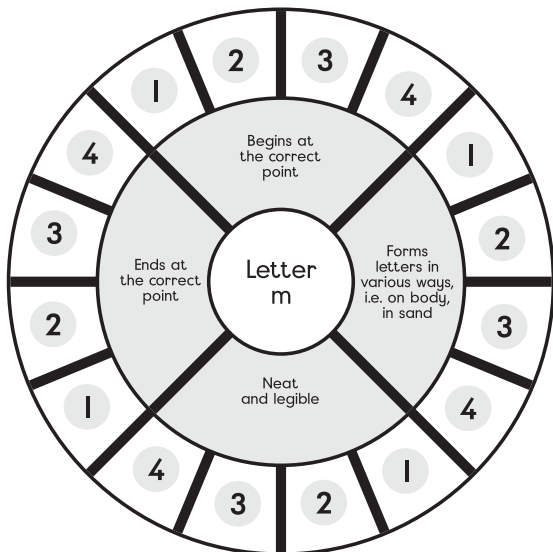 1
2
3
4
1
2
3
4
1
2
3
4
1
2
3
4
Begins at
the correct
point
Forms
letters in
various ways,
i.e. on body,
in sand
Neat
and legible
Ends at
the correct
point
Letter
m